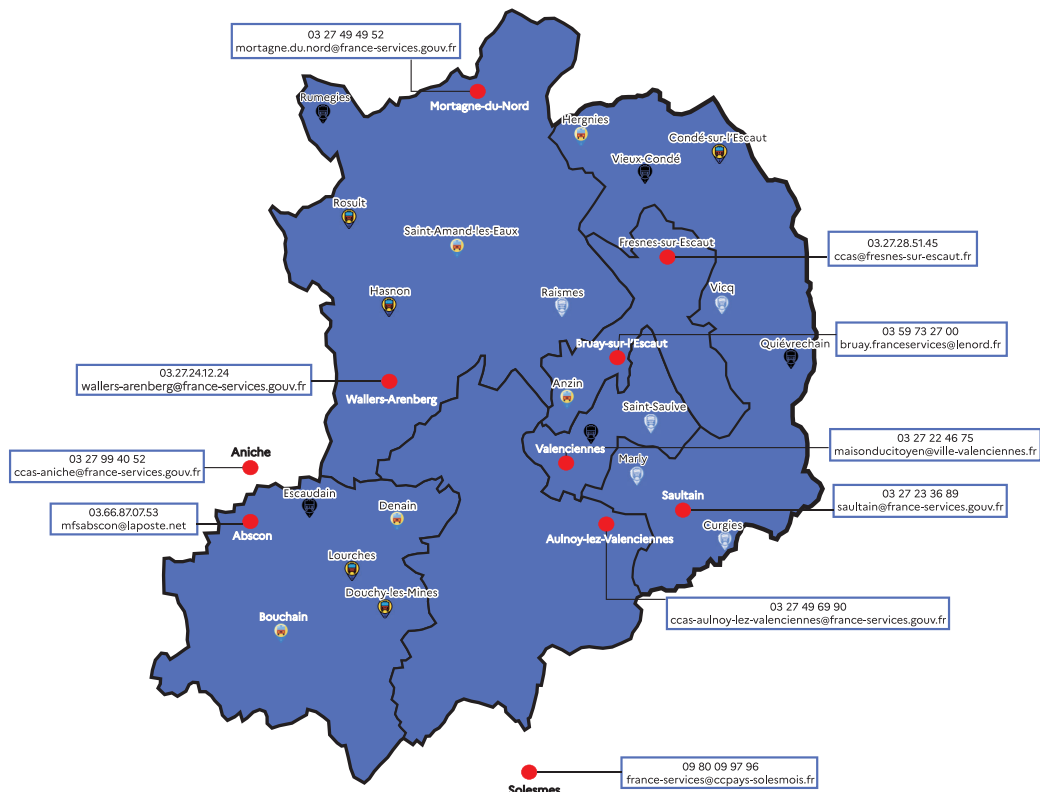 03 27 49 49 52
mortagne.du.nord@france-services.gouv.fr
Rumegies
Mortagne-du-Nord
Hergnies
Condé-sur-l'Escaut
Vieux-Condé
Rosult
Saint-Amand-les-Eaux
Fresnes-sur-Escaut
03.27.28.51.45
ccas@fresnes-sur-escaut.fr
Hasnon
Raismes
Vicq
03 59 73 27 00
bruay.franceservices@lenord.fr
Bruay-sur-l'Escaut
Quiévrechain
03.27.24.12.24
wallers-arenberg@france-services.gouv.fr
Wallers-Arenberg
Anzin
Saint-Saulve
03 27 22 46 75
maisonducitoyen@ville-valenciennes.fr
Valenciennes
Marly
03 27 99 40 52
ccas-aniche@france-services.gouv.fr
Aniche
Escaudain
Denain
Saultain
03 27 23 36 89
saultain@france-services.gouv.fr
03.66.87.07.53
mfsabscon@laposte.net
Abscon
Aulnoy-lez-Valenciennes
Curgies
Lourches
Douchy-les-Mines
03 27 49 69 90
ccas-aulnoy-lez-valenciennes@france-services.gouv.fr
Bouchain
09 80 09 97 96
france-services@ccpays-solesmois.fr
Solesmes